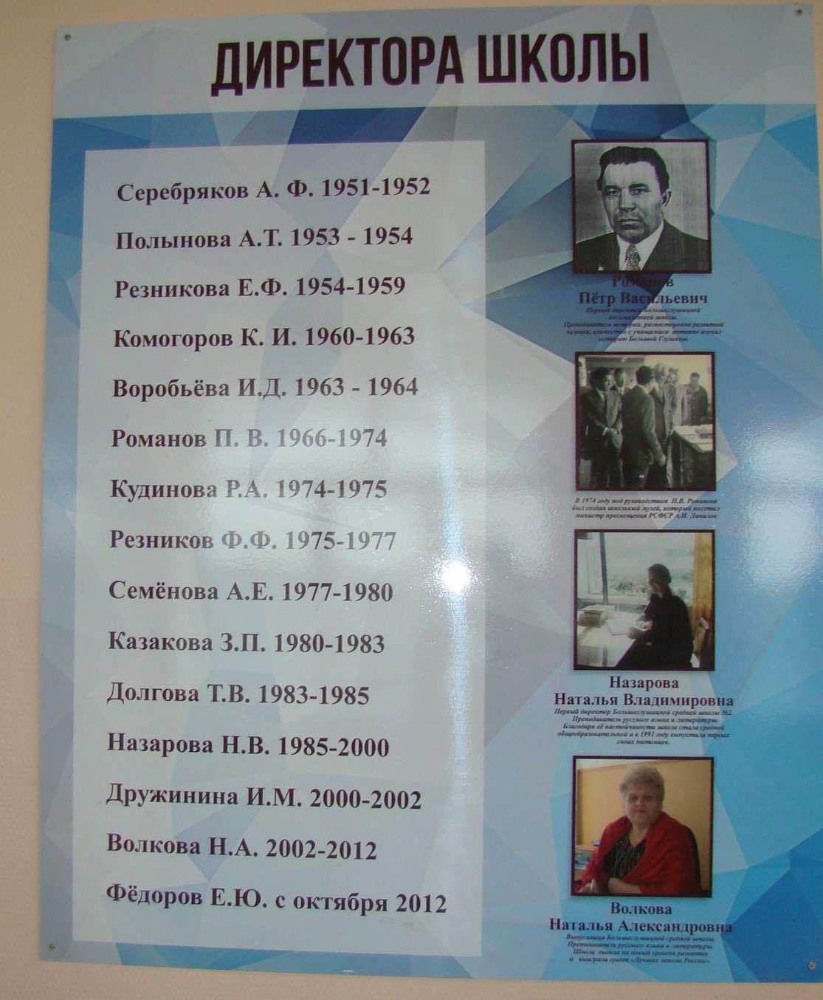 ДИРЕКТОРА ШКОЛЫ
Серебряков А. Ф. 1951-1952
Полынова А.Т. 1953 - 1954
Резникова Е.Ф. 1954-1959
Комогоров К. И. 1960-1963
Воробьёва И.Д. 1963 - 1964
Романов П. В. 1966-1974
Кудинова Р.А. 1974-1975
Резников Ф.Ф. 1975-1977
Семёнова А.Е. 1977-1980
Казакова З.П. 1980-1983
Долгова Т.В. 1983-1985
Назарова Н.В. 1985-2000
Дружинина И.М. 2000-2002
Волкова Н.А. 2002-2012
Фёдоров Е.Ю. с октября 2012
Романов
Пётр Васильевич
Первый директор Большеглушицкой
восьмилетней школы.
Преподаватель истории, разносторонне развитый
человек, совместно с учащимися активно изучал
историю Большой Глушицы.
В 1974 году под руководством П.В. Романова
был создан школьный музей, который посетил
министр просвещения РСФСР А.И. Данилов
Назарова
Наталья Владимировна
Первый директор Большеглушицкой средней школы №2.
Преподаватель русского языка и литературы.
Благодаря её настойчивости школа стала средней
общеобразовательной и в 1991 году выпустила первых
своих питомцев.
Волкова
Наталья Александровна
Выпускница Большеглушицкой средней школы.
Преподаватель русского языка и литературы.
Школа вышла на новый уровень развития
и выиграла грант «Лучшие школы России».